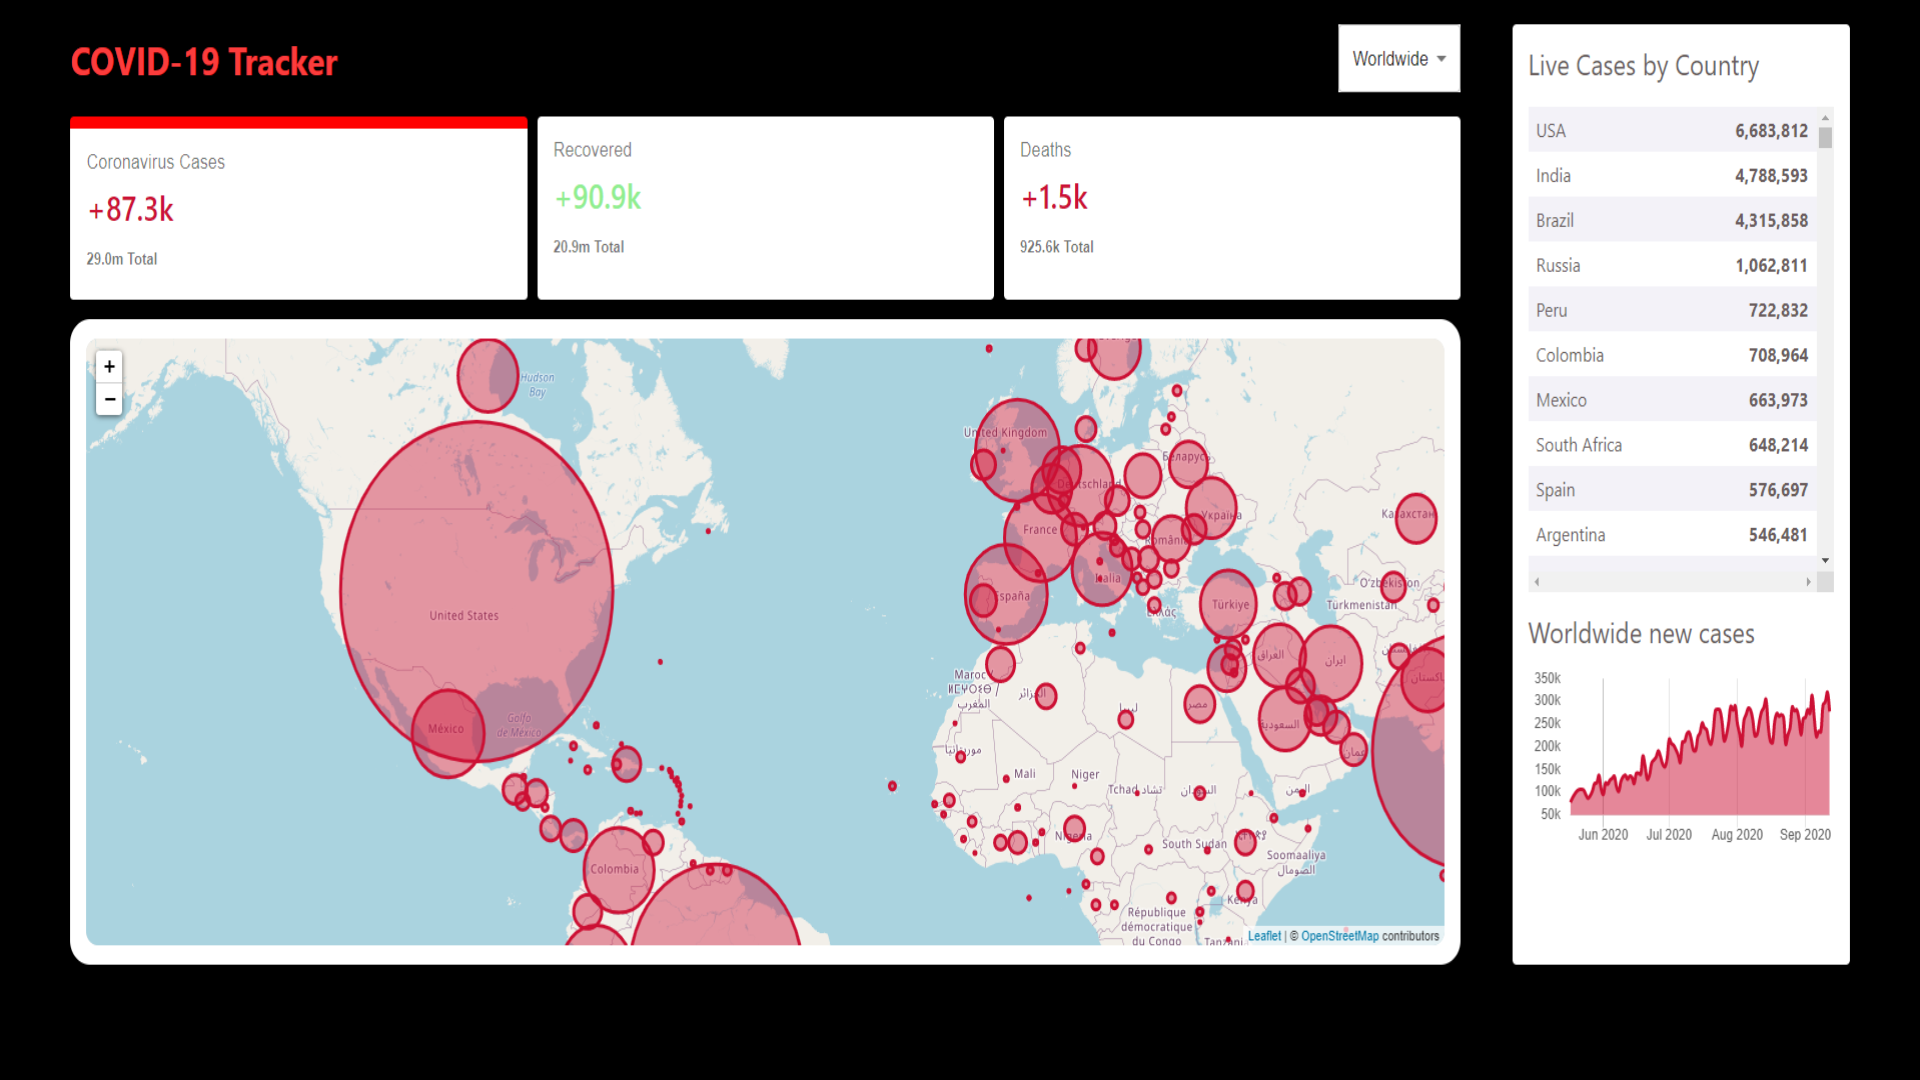 COVID-19 Tracker
Worldwide
Coronavirus Cases
+87.3k
29.0m Total
Recovered
+90.9k
20.9m Total
Deaths
+1.5k
925.6k Total
+
−
Hudson
Bay
United States
México
Golfo
de México
Colombia
United Kingdom
Deutschland
Беларусь
Україна
France
România
Italia
España
Ελλάς
Türkiye
Казахстан
O'zbekiston
Türkmenistan
العراق
ایران
پاکستان
السعودية
عمان
اليمن
Maroc
ⵍⵎⵖⵔⵉⴱ
المغرب
الجزائر
ليبيا
مصر
موريتانيا
Mali
Niger
Tchad تشاد
السودان
Nigeria
South Sudan
Soomaaliya
الصومال
Kenya
République
démocratique
du Congo
Tanzani
Leaflet | © OpenStreetMap contributors
Live Cases by Country
USA 6,683,812
India 4,788,593
Brazil 4,315,858
Russia 1,062,811
Peru 722,832
Colombia 708,964
Mexico 663,973
South Africa 648,214
Spain 576,697
Argentina 546,481
Worldwide new cases
350k
300k
250k
200k
150k
100k
50k
Jun 2020 Jul 2020 Aug 2020 Sep 2020